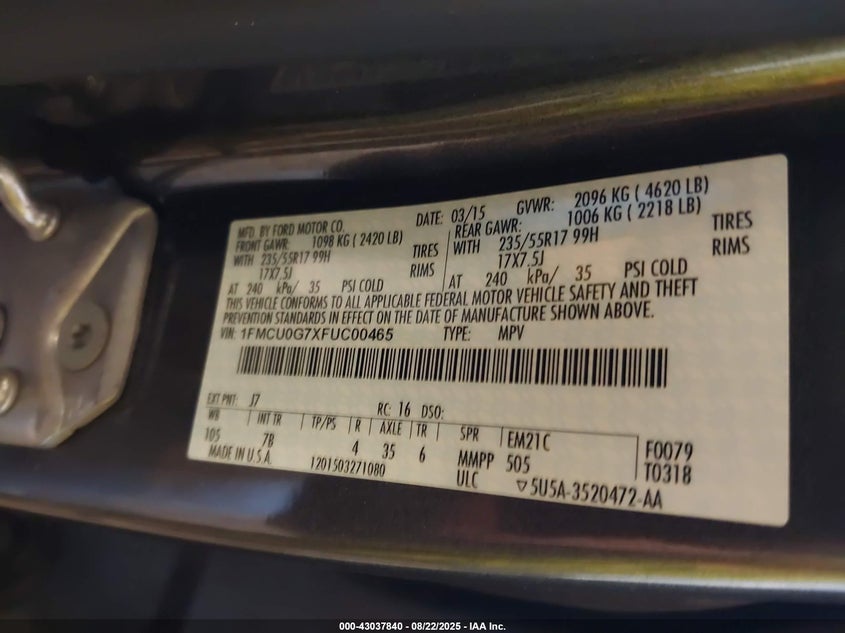 MFD. BY FORD MOTOR CO. DATE: 03/15 GVWR: 2096 KG ( 4620 LB)
FRONT GAWR: 1098 KG ( 2420 LB) REAR GAWR: 1006 KG ( 2218 LB)
WITH 235/55R17 99H TIRES WITH 235/55R17 99H TIRES
17X7.5J RIMS 17X7.5J RIMS
AT 240 kPa/ 35 PSI COLD AT 240 kPa/ 35 PSI COLD
THIS VEHICLE CONFORMS TO ALL APPLICABLE FEDERAL MOTOR VEHICLE SAFETY AND THEFT
PREVENTION STANDARDS IN EFFECT ON THE DATE OF MANUFACTURE SHOWN ABOVE.
VIN: 1FMCU0G7XFUC00465 TYPE: MPV
EXT PNT: J7 RC: 16 DSO:
WB INT TR TP/PS R AXLE TR SPR EM21C F0079
105 7B 4 35 6 MMPP 505 T0318
MADE IN U.S.A. 1201503271080 ULC ▽5U5A-3520472-AA
000-43037840 - 08/22/2025 - IAA Inc.